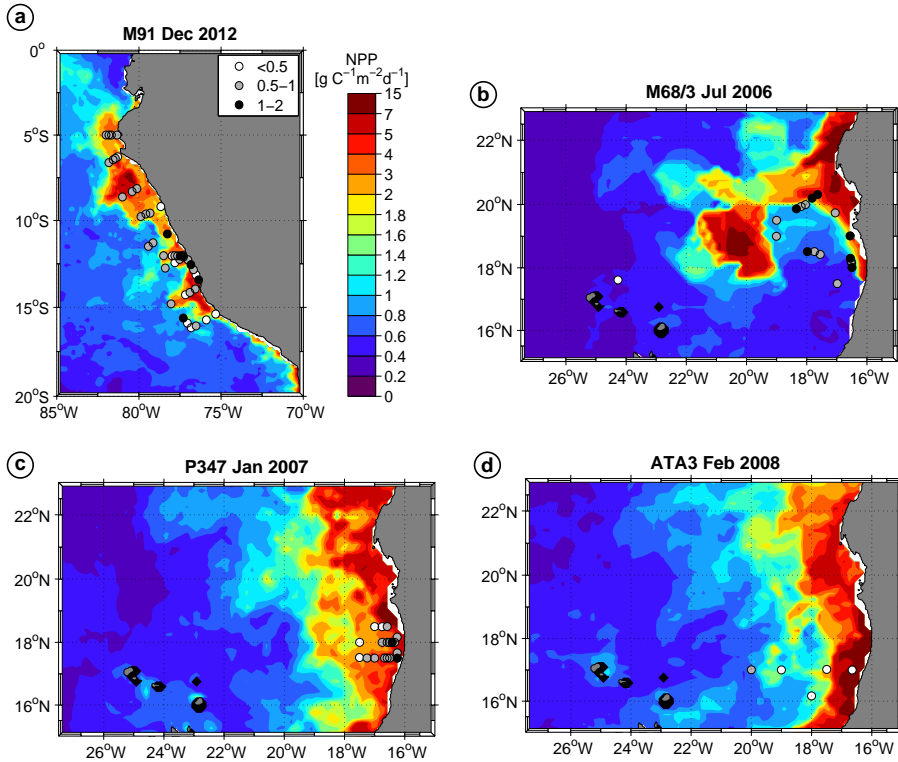 a
M91 Dec 2012
0°
5°S
10°S
15°S
20°S
85°W
80°W
75°W
70°W
<0.5
0.5−1
1−2
NPP
[g C⁻¹m⁻²d⁻¹]
15
7
5
4
3
2
1.8
1.6
1.4
1.2
1
0.8
0.6
0.4
0.2
0
b
M68/3 Jul 2006
22°N
20°N
18°N
16°N
26°W
24°W
22°W
20°W
18°W
16°W
c
P347 Jan 2007
22°N
20°N
18°N
16°N
26°W
24°W
22°W
20°W
18°W
16°W
d
ATA3 Feb 2008
22°N
20°N
18°N
16°N
26°W
24°W
22°W
20°W
18°W
16°W